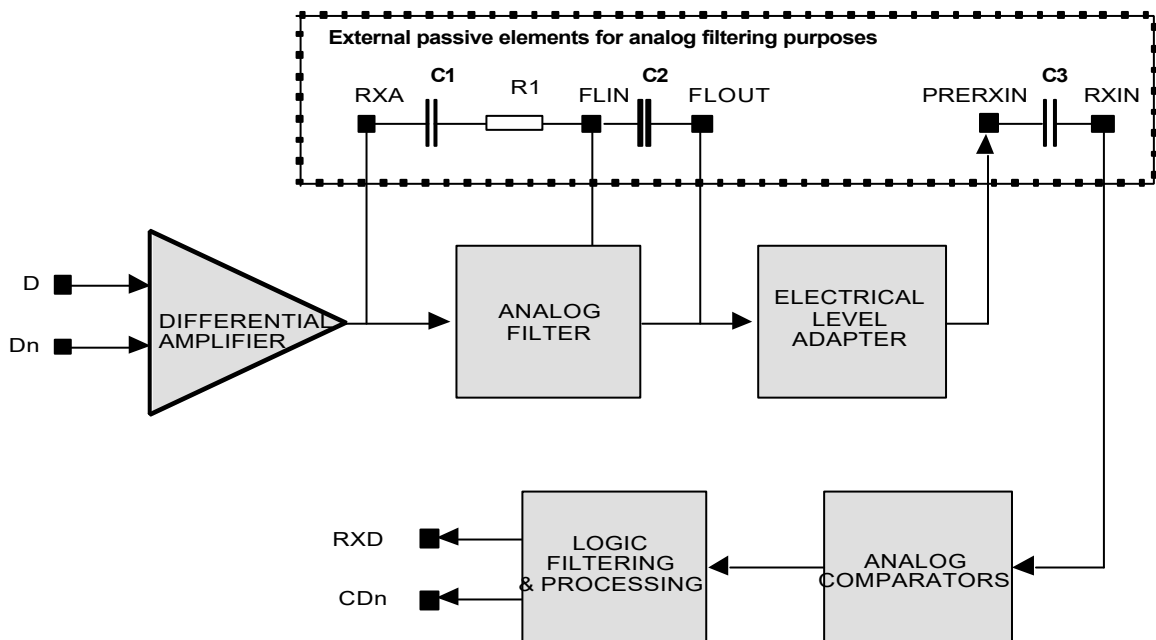 External passive elements for analog filtering purposes
C1
C2
C3
RXA
R1
FLIN
FLOUT
PRERXIN
RXIN
D
Dn
DIFFERENTIAL
AMPLIFIER
ANALOG
FILTER
ELECTRICAL
LEVEL
ADAPTER
RXD
CDn
LOGIC
FILTERING
& PROCESSING
ANALOG
COMPARATORS